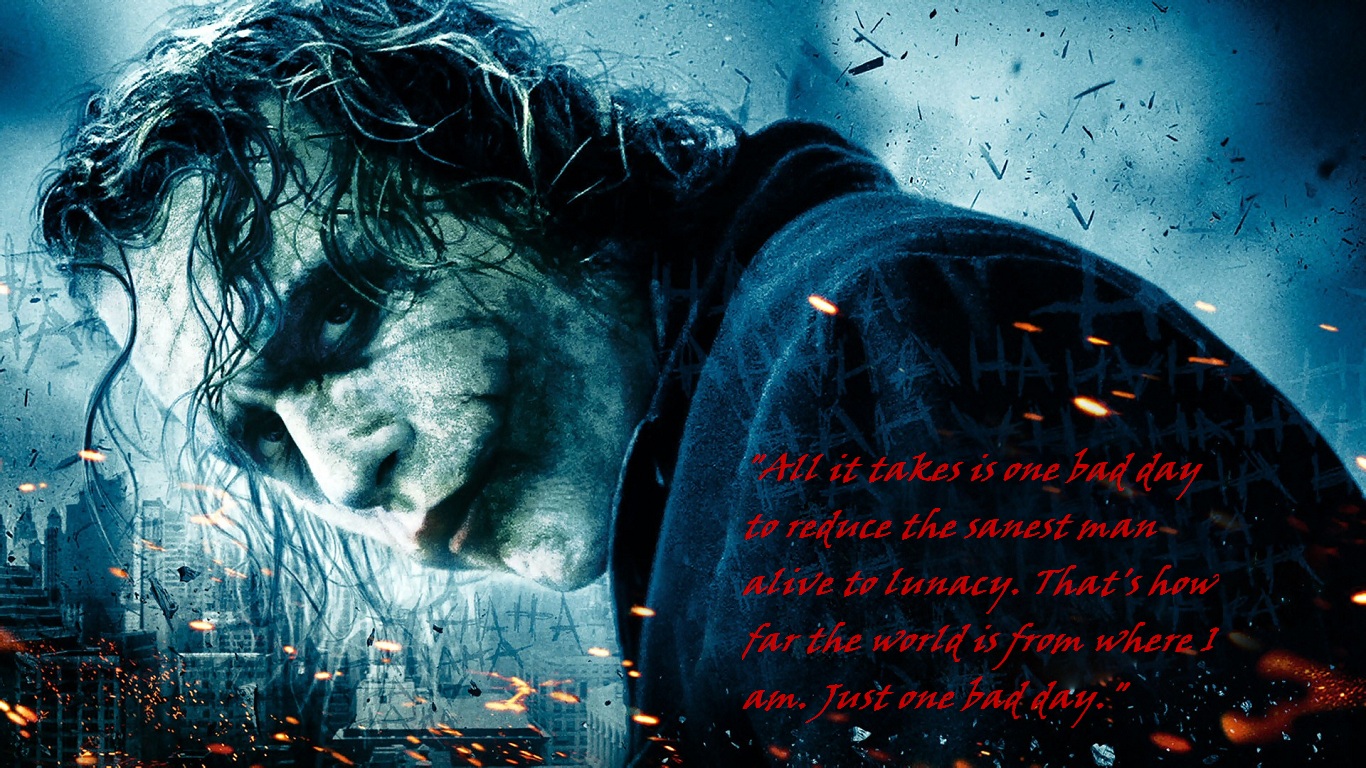 "All it takes is one bad day
to reduce the sanest man
alive to lunacy. That's how
far the world is from where I
am. Just one bad day."